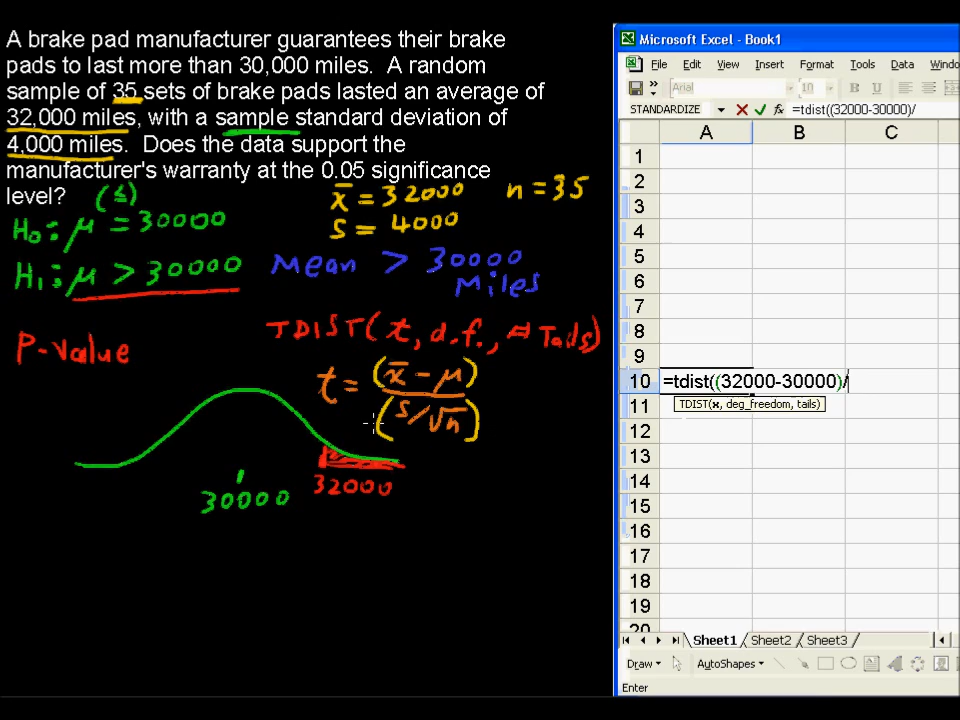 A brake pad manufacturer guarantees their brake
pads to last more than 30,000 miles. A random
sample of 35 sets of brake pads lasted an average of
32,000 miles, with a sample standard deviation of
4,000 miles. Does the data support the
manufacturer's warranty at the 0.05 significance
level?
(≤)
x̄ = 32000 n = 35
s = 4000
H₀: μ = 30000
H₁: μ > 30000
Mean > 30000
Miles
P-value
TDIST(t, d.f., # Tails)
t = (x̄ - μ)
(s/√n)
30000
32000
Microsoft Excel - Book1
File Edit View Insert Format Tools Data Windo
Arial 10 B U
STANDARDIZE =tdist((32000-30000)/
A B C
1
2
3
4
5
6
7
8
9
10 =tdist((32000-30000)/
TDIST(x, deg_freedom, tails)
11
12
13
14
15
16
17
18
19
20
Sheet1 Sheet2 Sheet3
Draw AutoShapes
Enter